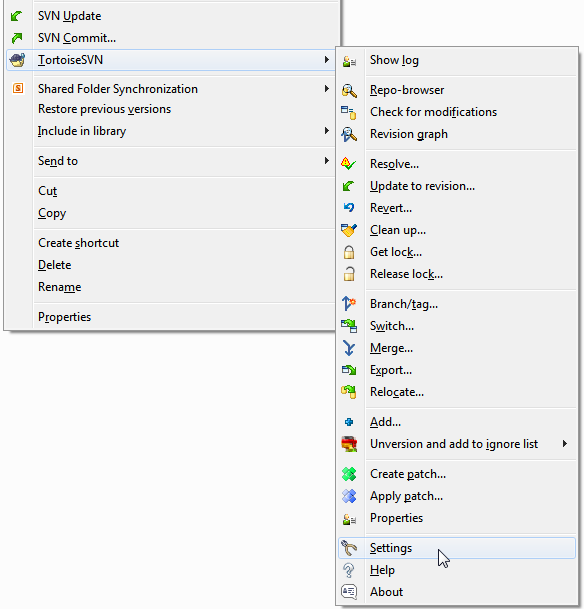 SVN Update
SVN Commit...
TortoiseSVN
Shared Folder Synchronization
Restore previous versions
Include in library
Send to
Cut
Copy
Create shortcut
Delete
Rename
Properties
Show log
Repo-browser
Check for modifications
Revision graph
Resolve...
Update to revision...
Revert...
Clean up...
Get lock...
Release lock...
Branch/tag...
Switch...
Merge...
Export...
Relocate...
Add...
Unversion and add to ignore list
Create patch...
Apply patch...
Properties
Settings
Help
About